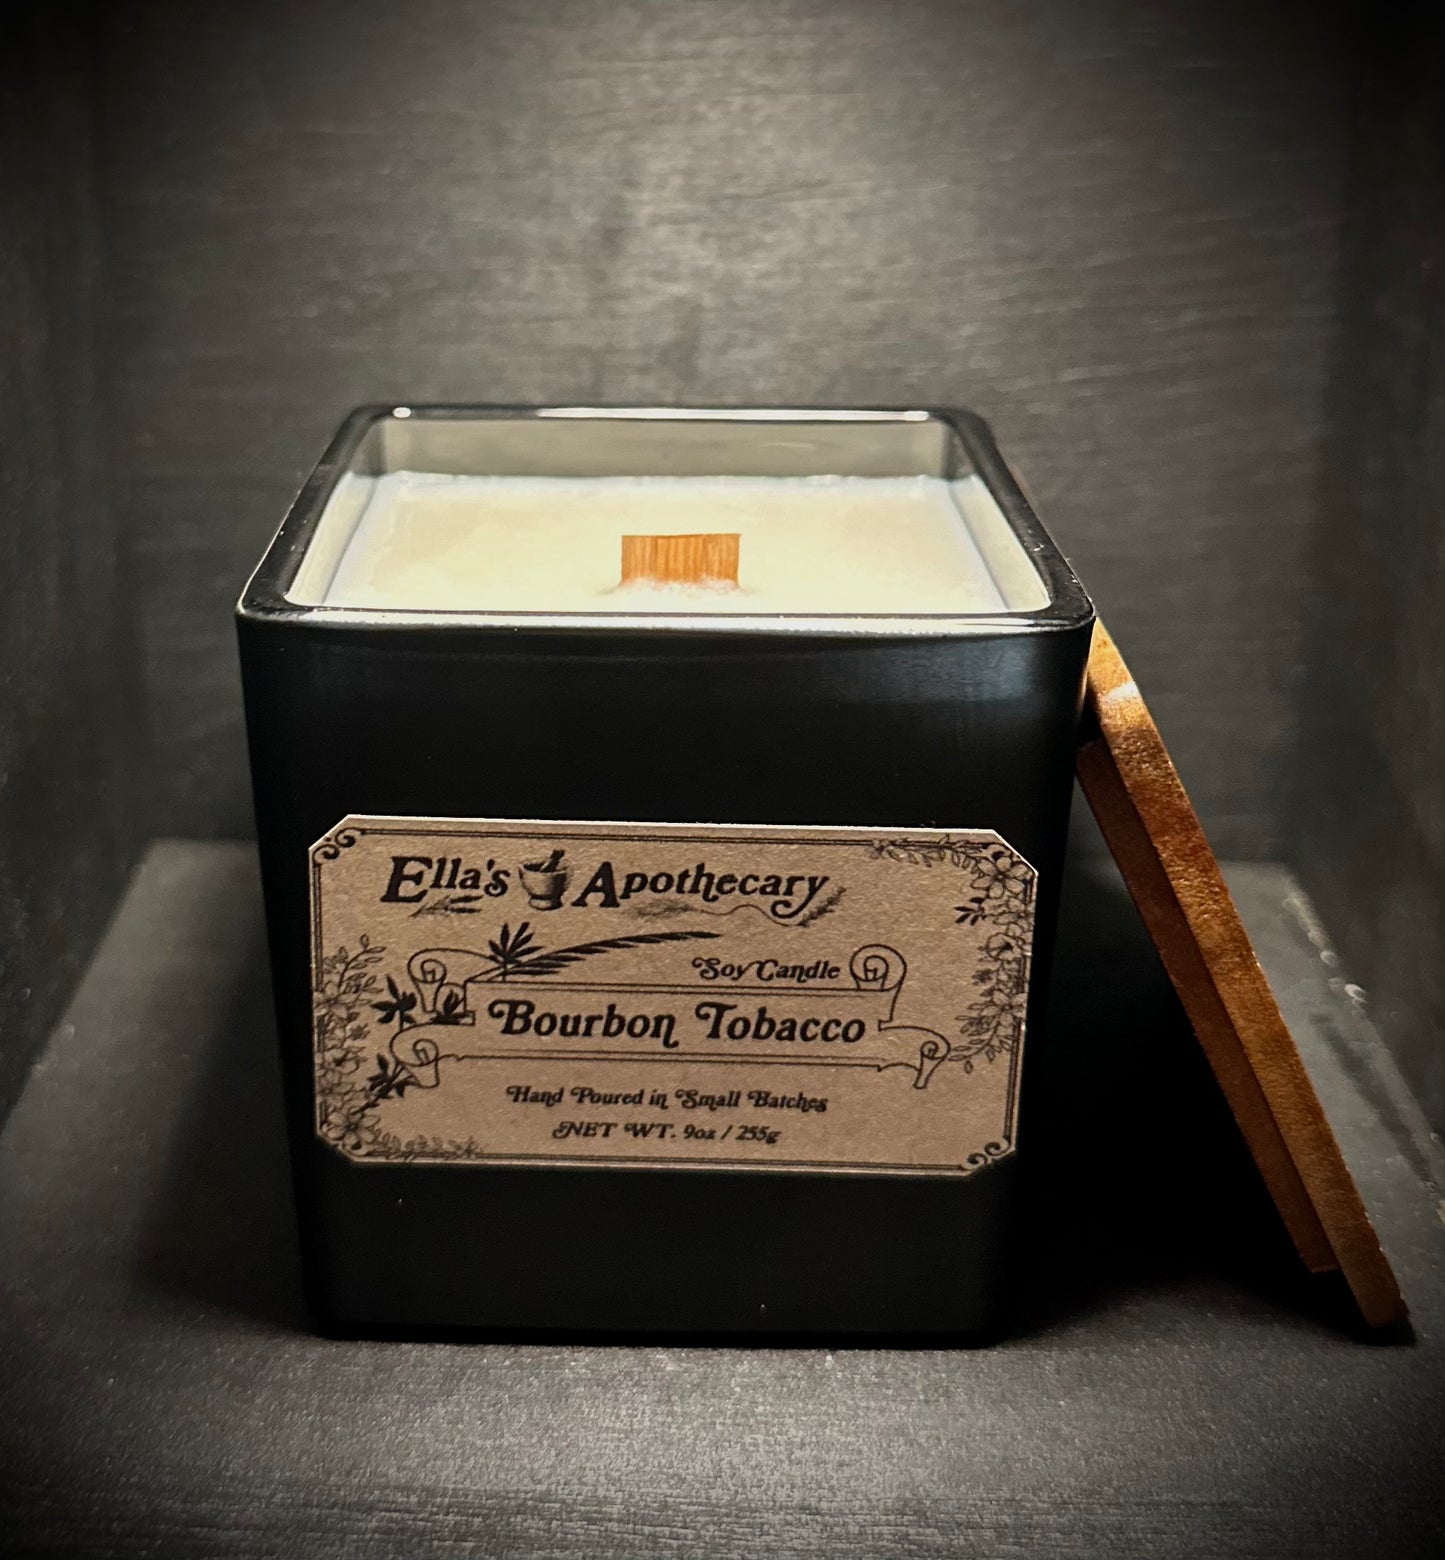 Ella's Apothecary
Soy Candle
Bourbon Tobacco
Hand Poured in Small Batches
NET WT. 9oz / 255g